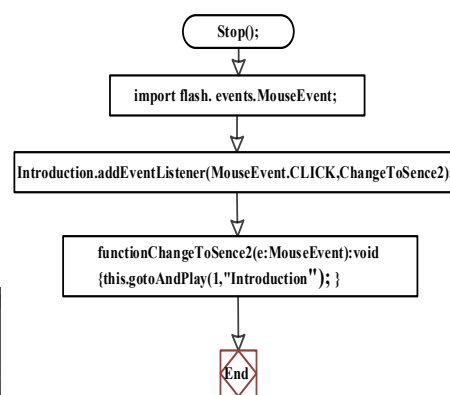 Stop();
import flash. events.MouseEvent;
Introduction.addEventListener(MouseEvent.CLICK,ChangeToSence2);
functionChangeToSence2(e:MouseEvent):void
{this.gotoAndPlay(1,"Introduction"); }
End